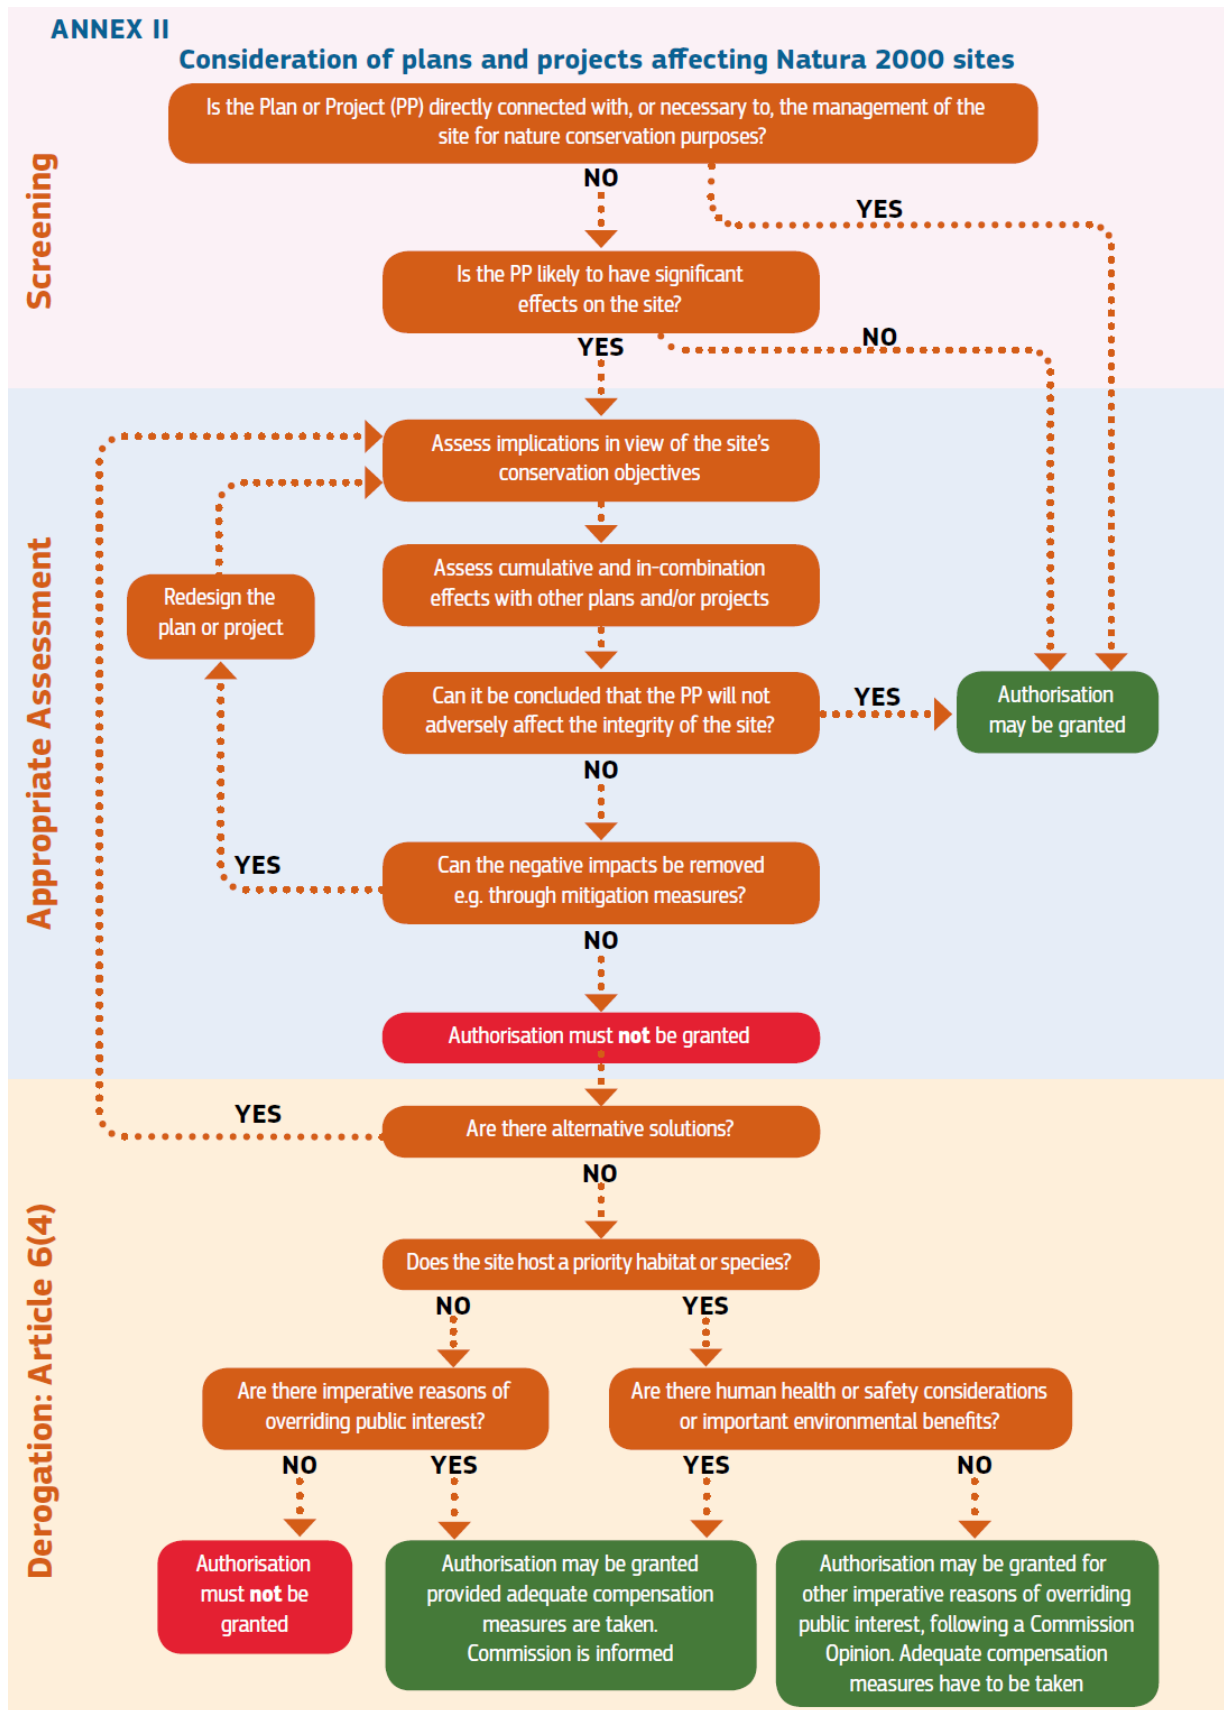 ANNEX II
Consideration of plans and projects affecting Natura 2000 sites
Screening
Is the Plan or Project (PP) directly connected with, or necessary to, the management of the
site for nature conservation purposes?
NO
YES
Is the PP likely to have significant
effects on the site?
YES
NO
Appropriate Assessment
Assess implications in view of the site's
conservation objectives
Assess cumulative and in-combination
effects with other plans and/or projects
Redesign the
plan or project
Can it be concluded that the PP will not
adversely affect the integrity of the site?
YES
Authorisation
may be granted
NO
Can the negative impacts be removed
e.g. through mitigation measures?
YES
NO
Authorisation must not be granted
Derogation: Article 6(4)
Are there alternative solutions?
YES
NO
Does the site host a priority habitat or species?
NO
YES
Are there imperative reasons of
overriding public interest?
Are there human health or safety considerations
or important environmental benefits?
NO
YES
YES
NO
Authorisation
must not be
granted
Authorisation may be granted
provided adequate compensation
measures are taken.
Commission is informed
Authorisation may be granted for
other imperative reasons of overriding
public interest, following a Commission
Opinion. Adequate compensation
measures have to be taken